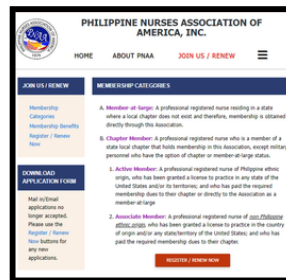 PHILIPPINE NURSES ASSOCIATION OF
AMERICA, INC.
HOME ABOUT PNAA JOIN US / RENEW
JOIN US / RENEW
Membership
Categories
Membership Benefits
Register / Renew
Now
DOWNLOAD
APPLICATION FORM
Mail n/Email
applications no
longer accepted.
Please use the
Register / Renew
Now buttons for
any new
applications.
MEMBERSHIP CATEGORIES
A. Member-at-large: A professional registered nurse residing in a state
where a local chapter does not exist and therefore, membership is obtained
directly through this Association.
B. Chapter Member: A professional registered nurse who is a member of a
state local chapter that holds membership in this Association, except military
personnel who have the option of chapter or member-at-large status.
1. Active Member: A professional registered nurse of Philippine ethnic
origin, who has been granted a license to practice in any state of the
United States and/or its territories; and who has paid the required
membership dues to their chapter or directly to the Association as a
member-at-large
2. Associate Member: A professional registered nurse of non Philippine
ethnic origin, who has been granted a license to practice in the country
of origin and/or any state/territory of the United States; and who has
paid the required membership dues to their chapter.
REGISTER / RENEW NOW